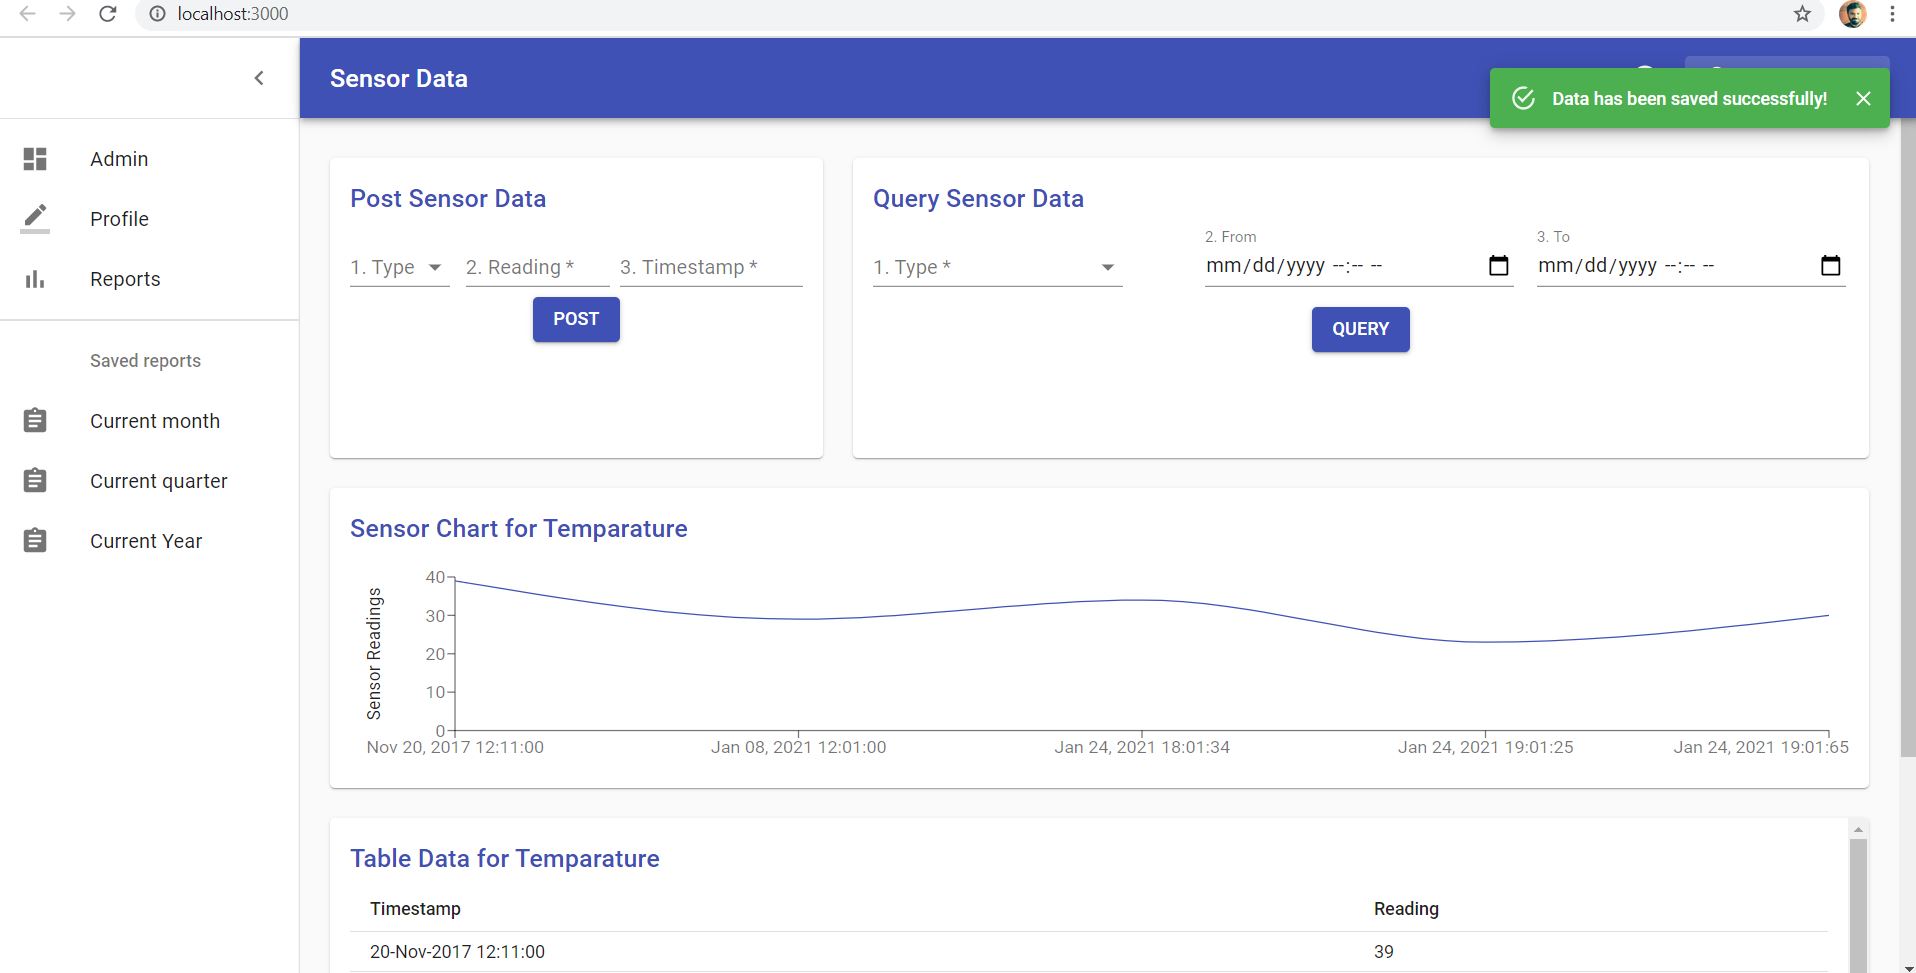 localhost:3000
Sensor Data
Data has been saved successfully!
Admin
Profile
Reports
Saved reports
Current month
Current quarter
Current Year
Post Sensor Data
1. Type
2. Reading *
3. Timestamp *
POST
Query Sensor Data
1. Type *
2. From
mm/dd/yyyy --:-- --
3. To
mm/dd/yyyy --:-- --
QUERY
Sensor Chart for Temparature
Sensor Readings
40
30
20
10
0
Nov 20, 2017 12:11:00
Jan 08, 2021 12:01:00
Jan 24, 2021 18:01:34
Jan 24, 2021 19:01:25
Jan 24, 2021 19:01:65
Table Data for Temparature
Timestamp
Reading
20-Nov-2017 12:11:00
39